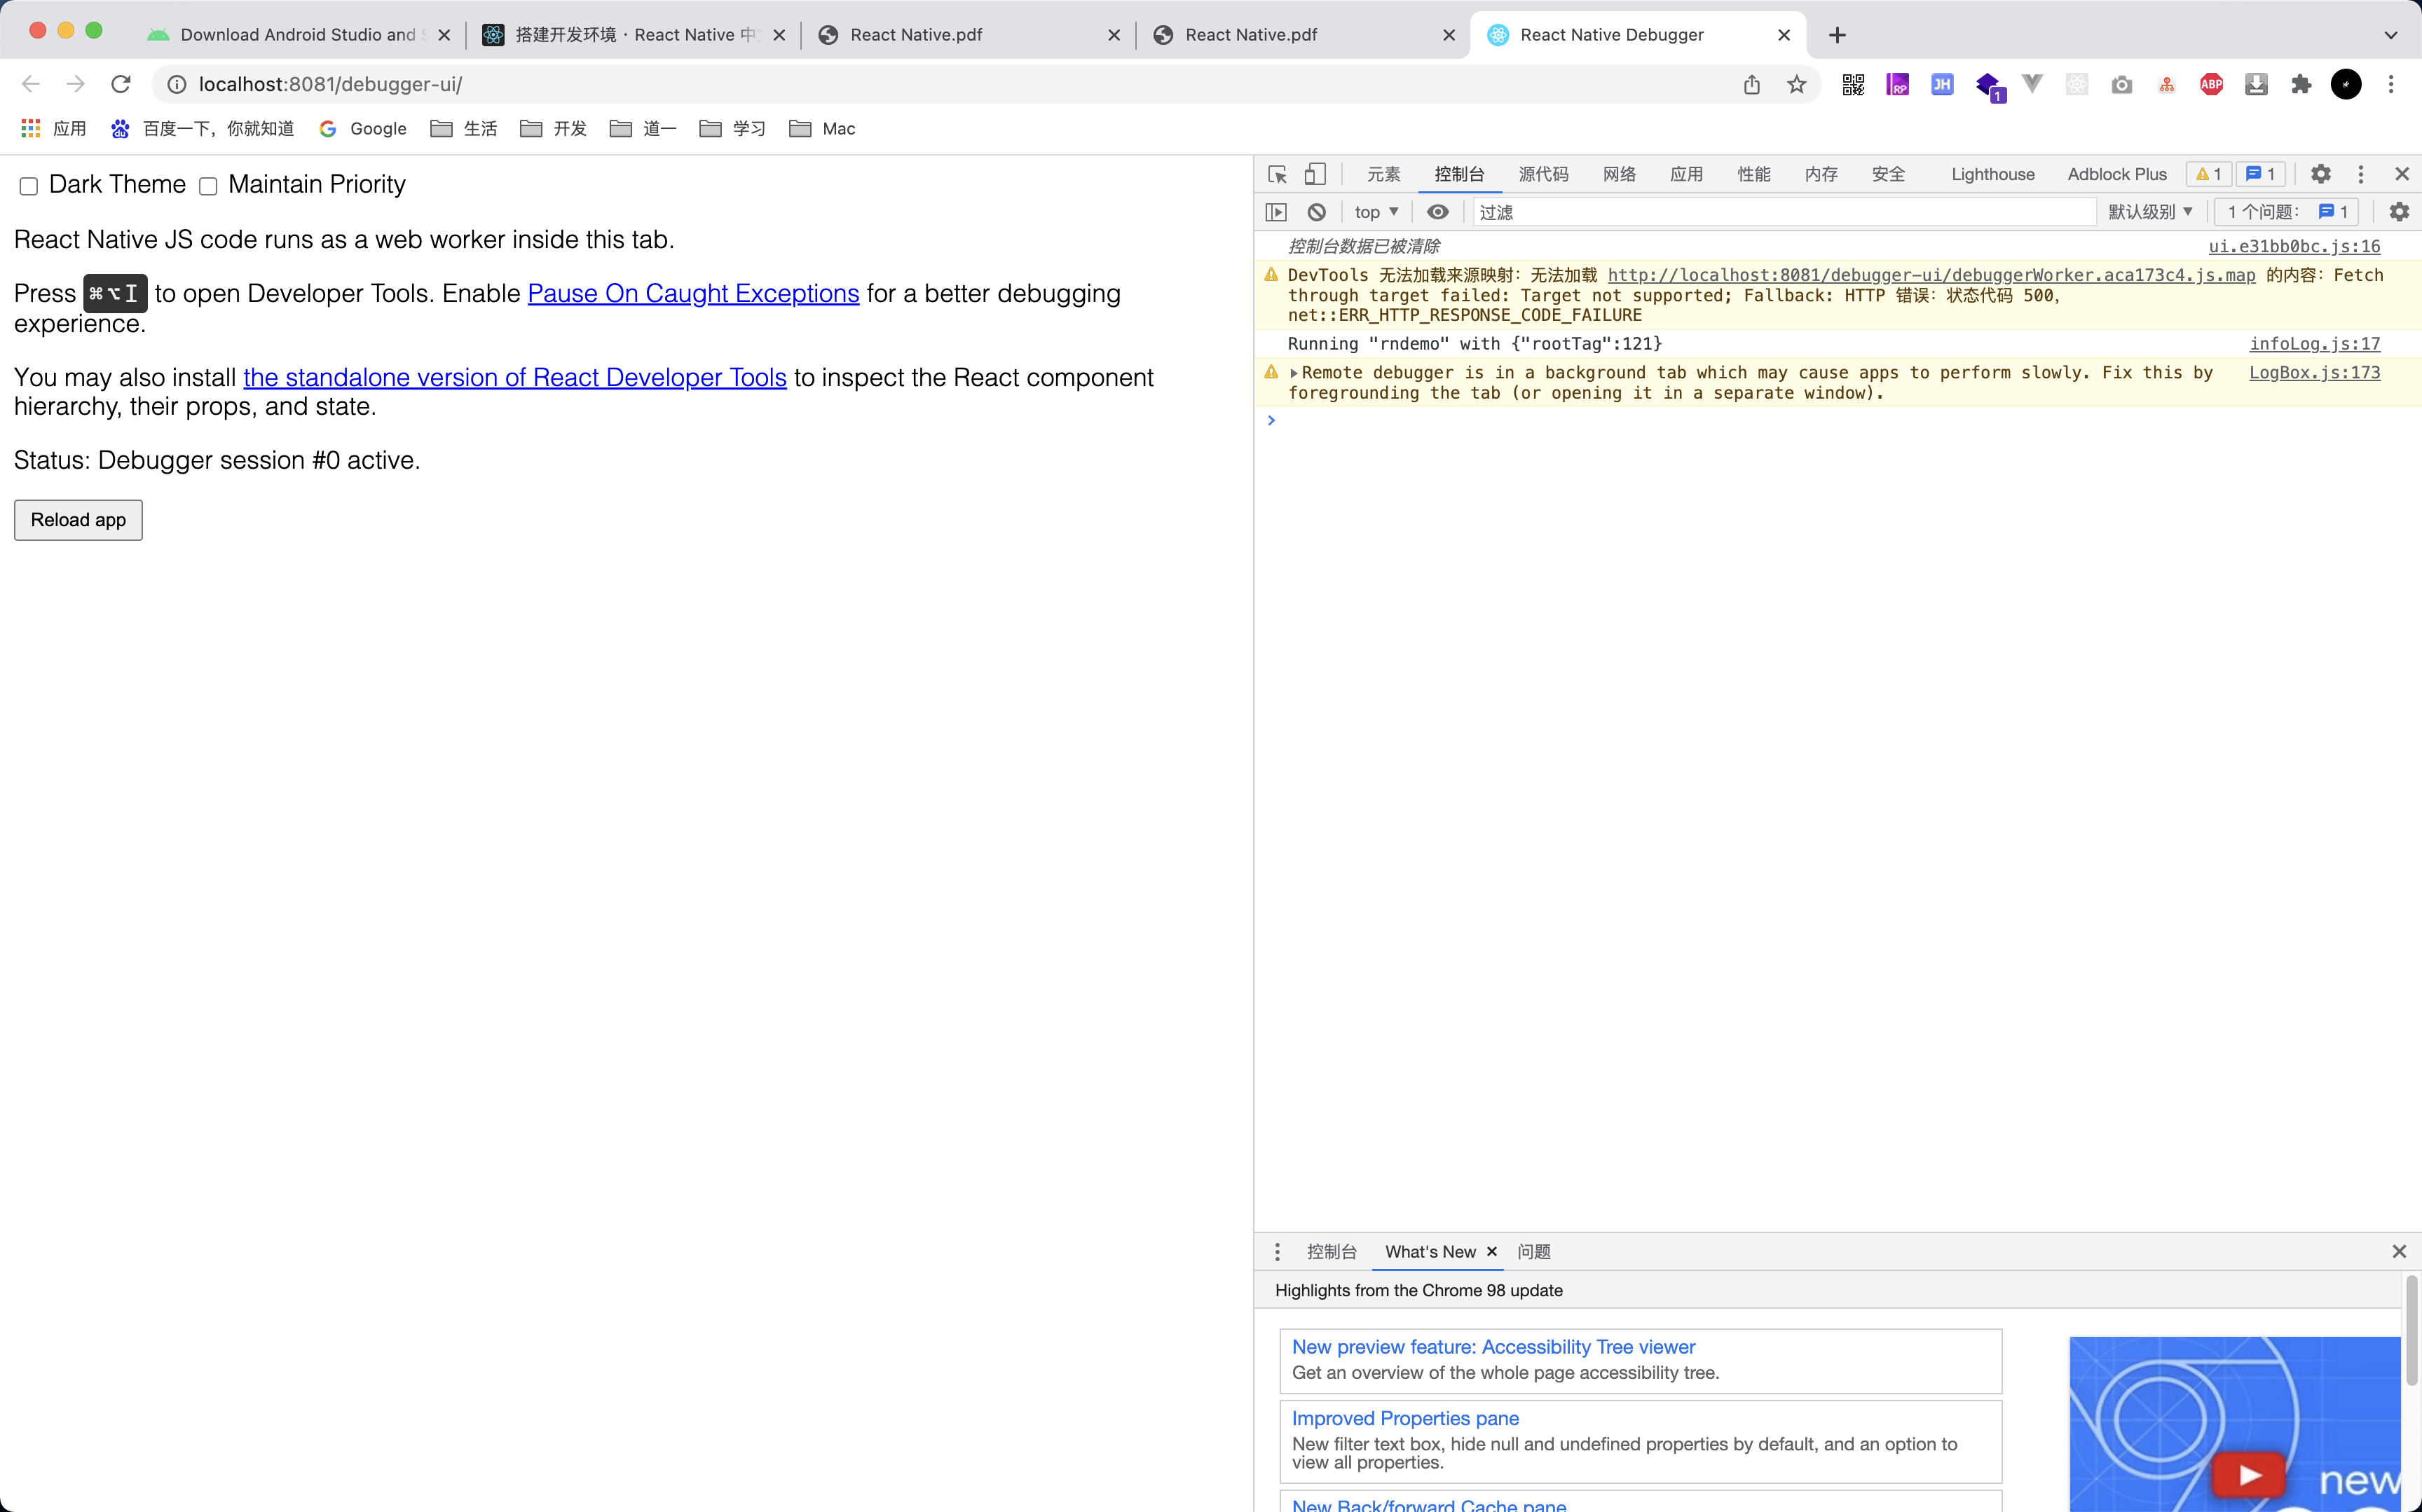 Download Android Studio and S
搭建开发环境 · React Native 中
React Native.pdf
React Native.pdf
React Native Debugger
localhost:8081/debugger-ui/
RP
JH
1
ABP
应用
百度一下，你就知道
Google
生活
开发
道一
学习
Mac
Dark Theme
Maintain Priority
React Native JS code runs as a web worker inside this tab.
Press ⌘⌥I to open Developer Tools. Enable Pause On Caught Exceptions for a better debugging
experience.
You may also install the standalone version of React Developer Tools to inspect the React component
hierarchy, their props, and state.
Status: Debugger session #0 active.
Reload app
元素
控制台
源代码
网络
应用
性能
内存
安全
Lighthouse
Adblock Plus
1
1
top ▼
过滤
默认级别 ▼
1 个问题： 1
控制台数据已被清除
ui.e31bb0bc.js:16
DevTools 无法加载来源映射：无法加载 http://localhost:8081/debugger-ui/debuggerWorker.aca173c4.js.map 的内容：Fetch
through target failed: Target not supported; Fallback: HTTP 错误：状态代码 500,
net::ERR_HTTP_RESPONSE_CODE_FAILURE
Running "rndemo" with {"rootTag":121}
infoLog.js:17
Remote debugger is in a background tab which may cause apps to perform slowly. Fix this by
LogBox.js:173
foregrounding the tab (or opening it in a separate window).
控制台
What's New
问题
Highlights from the Chrome 98 update
New preview feature: Accessibility Tree viewer
Get an overview of the whole page accessibility tree.
Improved Properties pane
New filter text box, hide null and undefined properties by default, and an option to
view all properties.
New Back/forward Cache pane
new